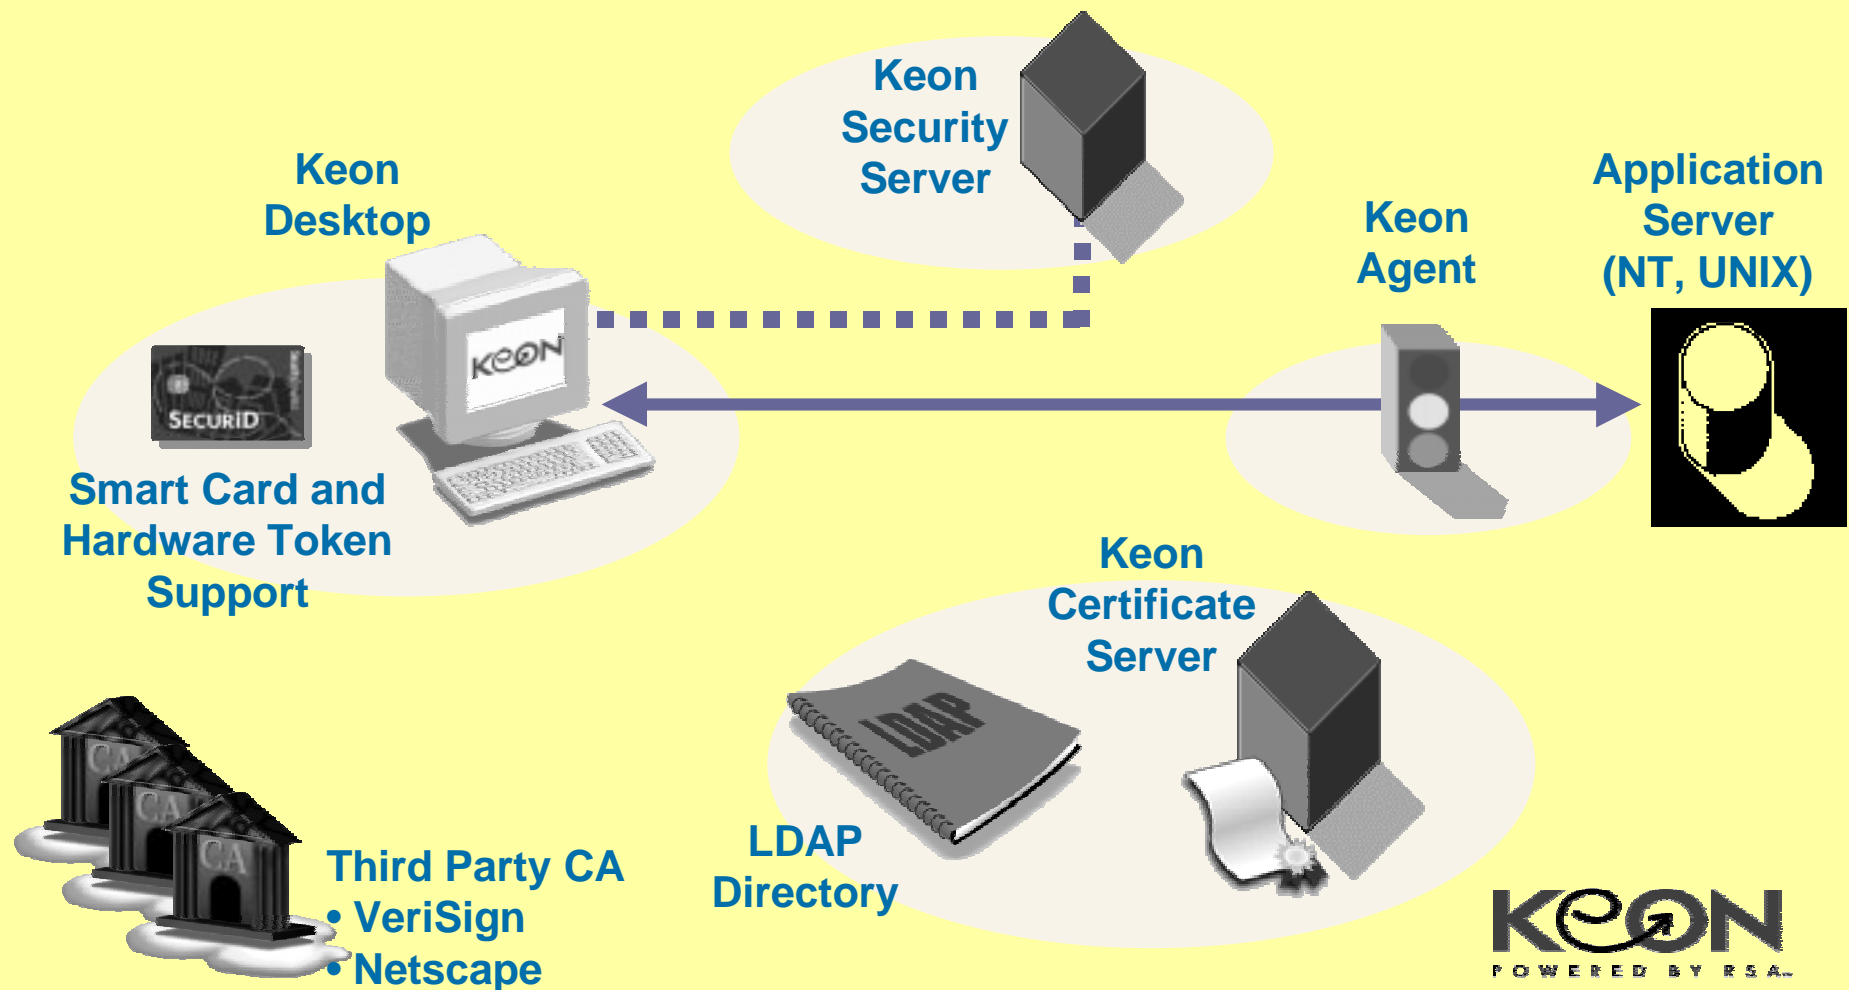 Keon
Security
Server
Keon
Desktop
Application
Server
(NT, UNIX)
Keon
Agent
KEON
SECURID
Smart Card and
Hardware Token
Support
Keon
Certificate
Server
LDAP
LDAP
Directory
CA
CA
CA
Third Party CA
• VeriSign
• Netscape
KEON
POWERED BY RSA™